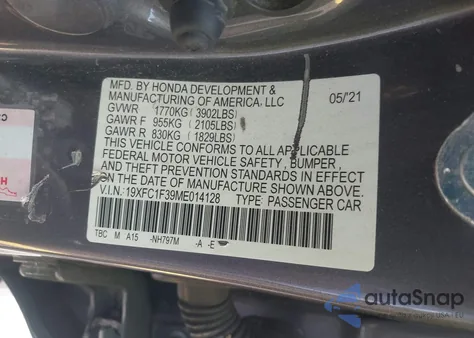 MFD. BY HONDA DEVELOPMENT &
MANUFACTURING OF AMERICA, LLC 05/'21
GVWR 1770KG (3902LBS)
GAWR F 955KG (2105LBS)
GAWR R 830KG (1829LBS)
THIS VEHICLE CONFORMS TO ALL APPLICABLE
FEDERAL MOTOR VEHICLE SAFETY, BUMPER,
AND THEFT PREVENTION STANDARDS IN EFFECT
ON THE DATE OF MANUFACTURE SHOWN ABOVE.
V.I.N.: 19XFC1F39ME014128 TYPE: PASSENGER CAR
TBC M A15 -NH797M -A -E
autoSnap